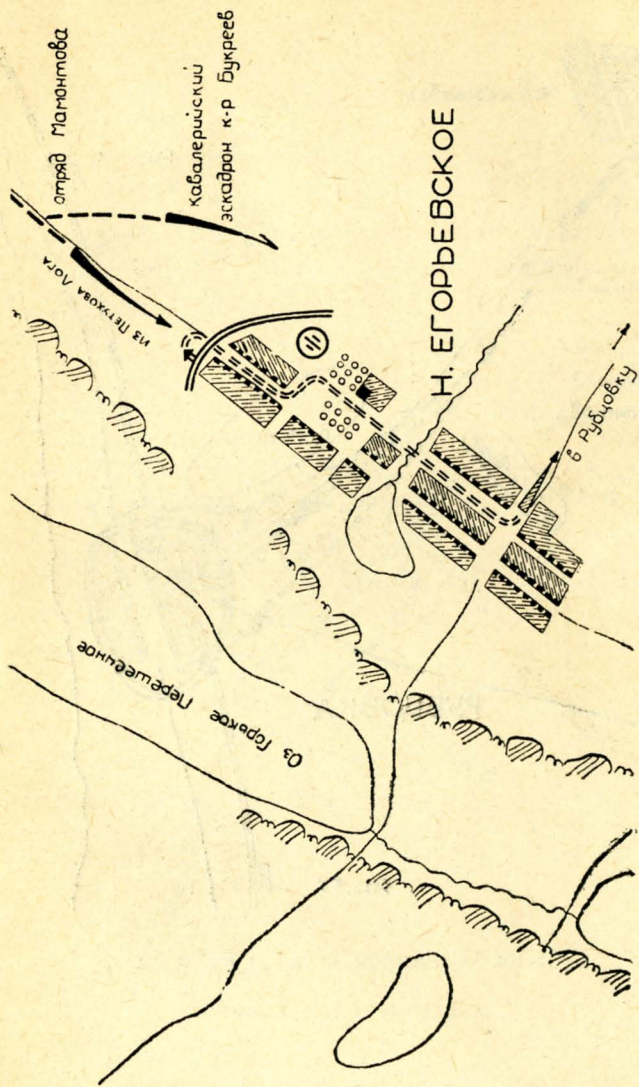 отряд Мамонтова
Кавалерийский
эскадрон к-р Букреев
из Петухова Лога
Н. ЕГОРЬЕВСКОЕ
в Рубцовку
Оз Горькое Перешеечное